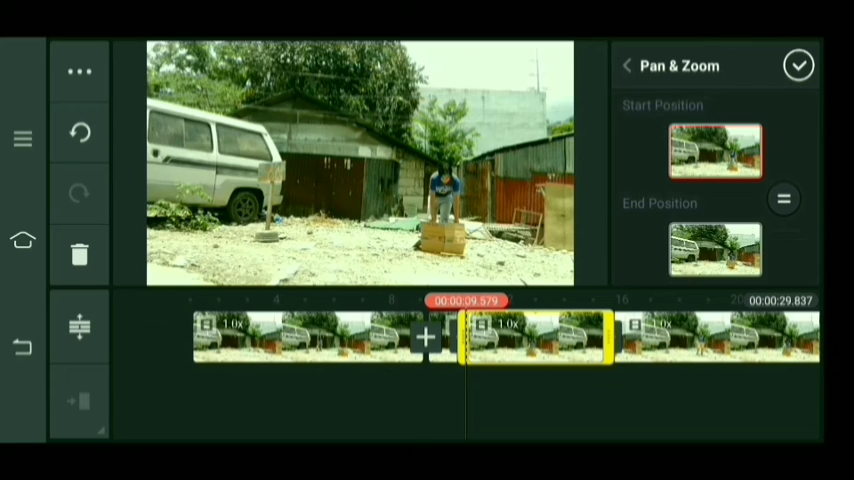 Pan & Zoom
Start Position
End Position
00:00:09.579
4
8
16
20
00:00:29.837
1.0x
1.0x
1.0x